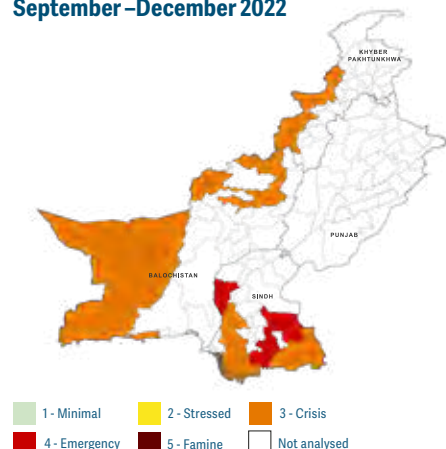 September –December 2022
KHYBER
PAKHTUNKHWA
PUNJAB
BALOCHISTAN
SINDH
1 - Minimal
2 - Stressed
3 - Crisis
4 - Emergency
5 - Famine
Not analysed